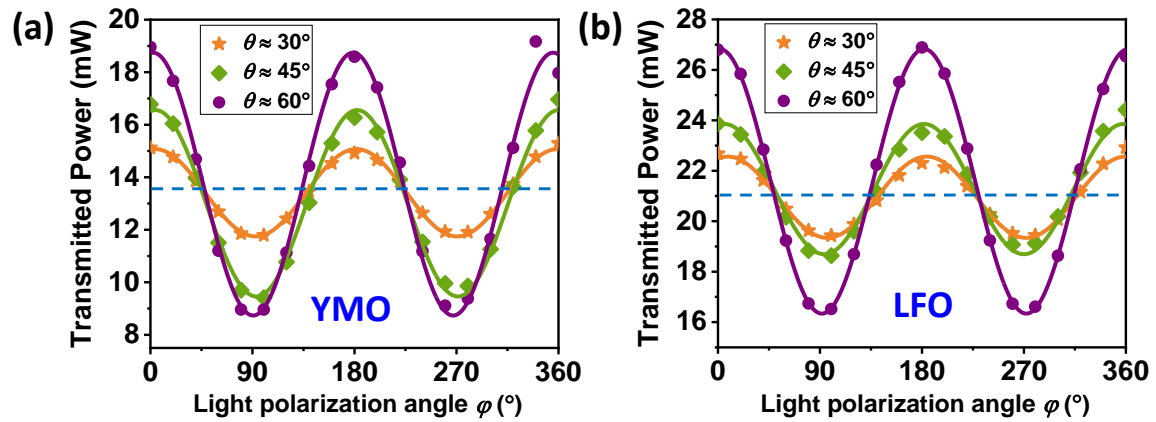 (a)
Transmitted Power (mW)
20
18
16
14
12
10
8
θ ≈ 30°
θ ≈ 45°
θ ≈ 60°
YMO
0 90 180 270 360
Light polarization angle φ (°)
(b)
Transmitted Power (mW)
28
26
24
22
20
18
16
θ ≈ 30°
θ ≈ 45°
θ ≈ 60°
LFO
0 90 180 270 360
Light polarization angle φ (°)